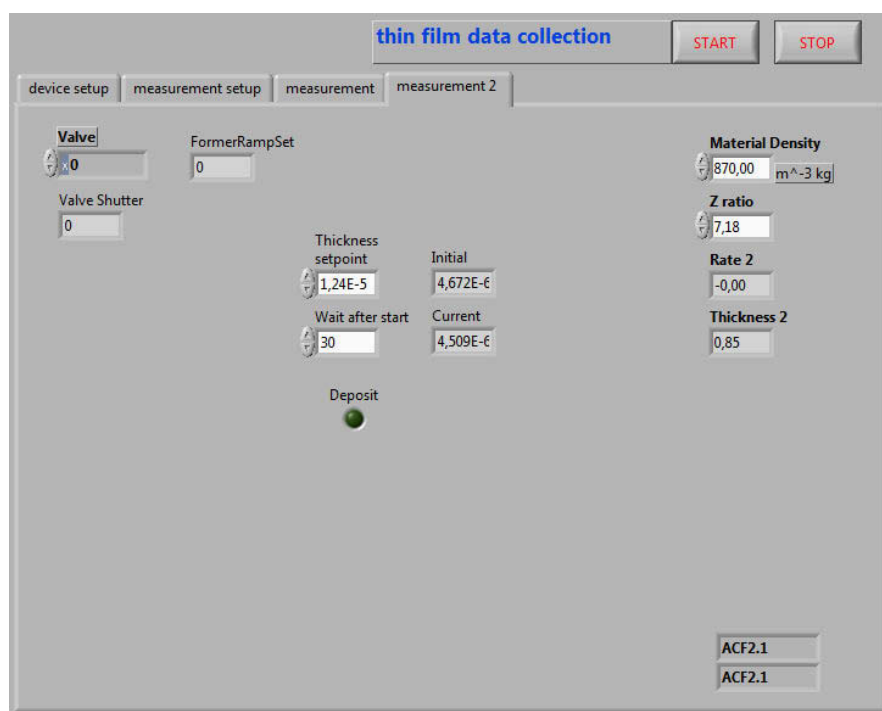 thin film data collection
START
STOP
device setup
measurement setup
measurement
measurement 2
Valve
x0
FormerRampSet
0
Valve Shutter
0
Thickness
setpoint
1,24E-5
Initial
4,672E-6
Wait after start
30
Current
4,509E-6
Deposit
Material Density
870,00
m^-3 kg
Z ratio
7,18
Rate 2
-0,00
Thickness 2
0,85
ACF2.1
ACF2.1